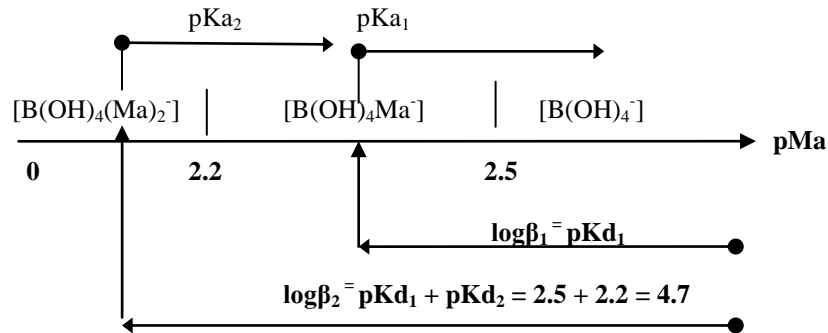 pKa₂ pKa₁
[B(OH)₄(Ma)₂⁻] [B(OH)₄Ma⁻] [B(OH)₄⁻]
pMa
0 2.2 2.5
logβ₁ = pKd₁
logβ₂ = pKd₁ + pKd₂ = 2.5 + 2.2 = 4.7